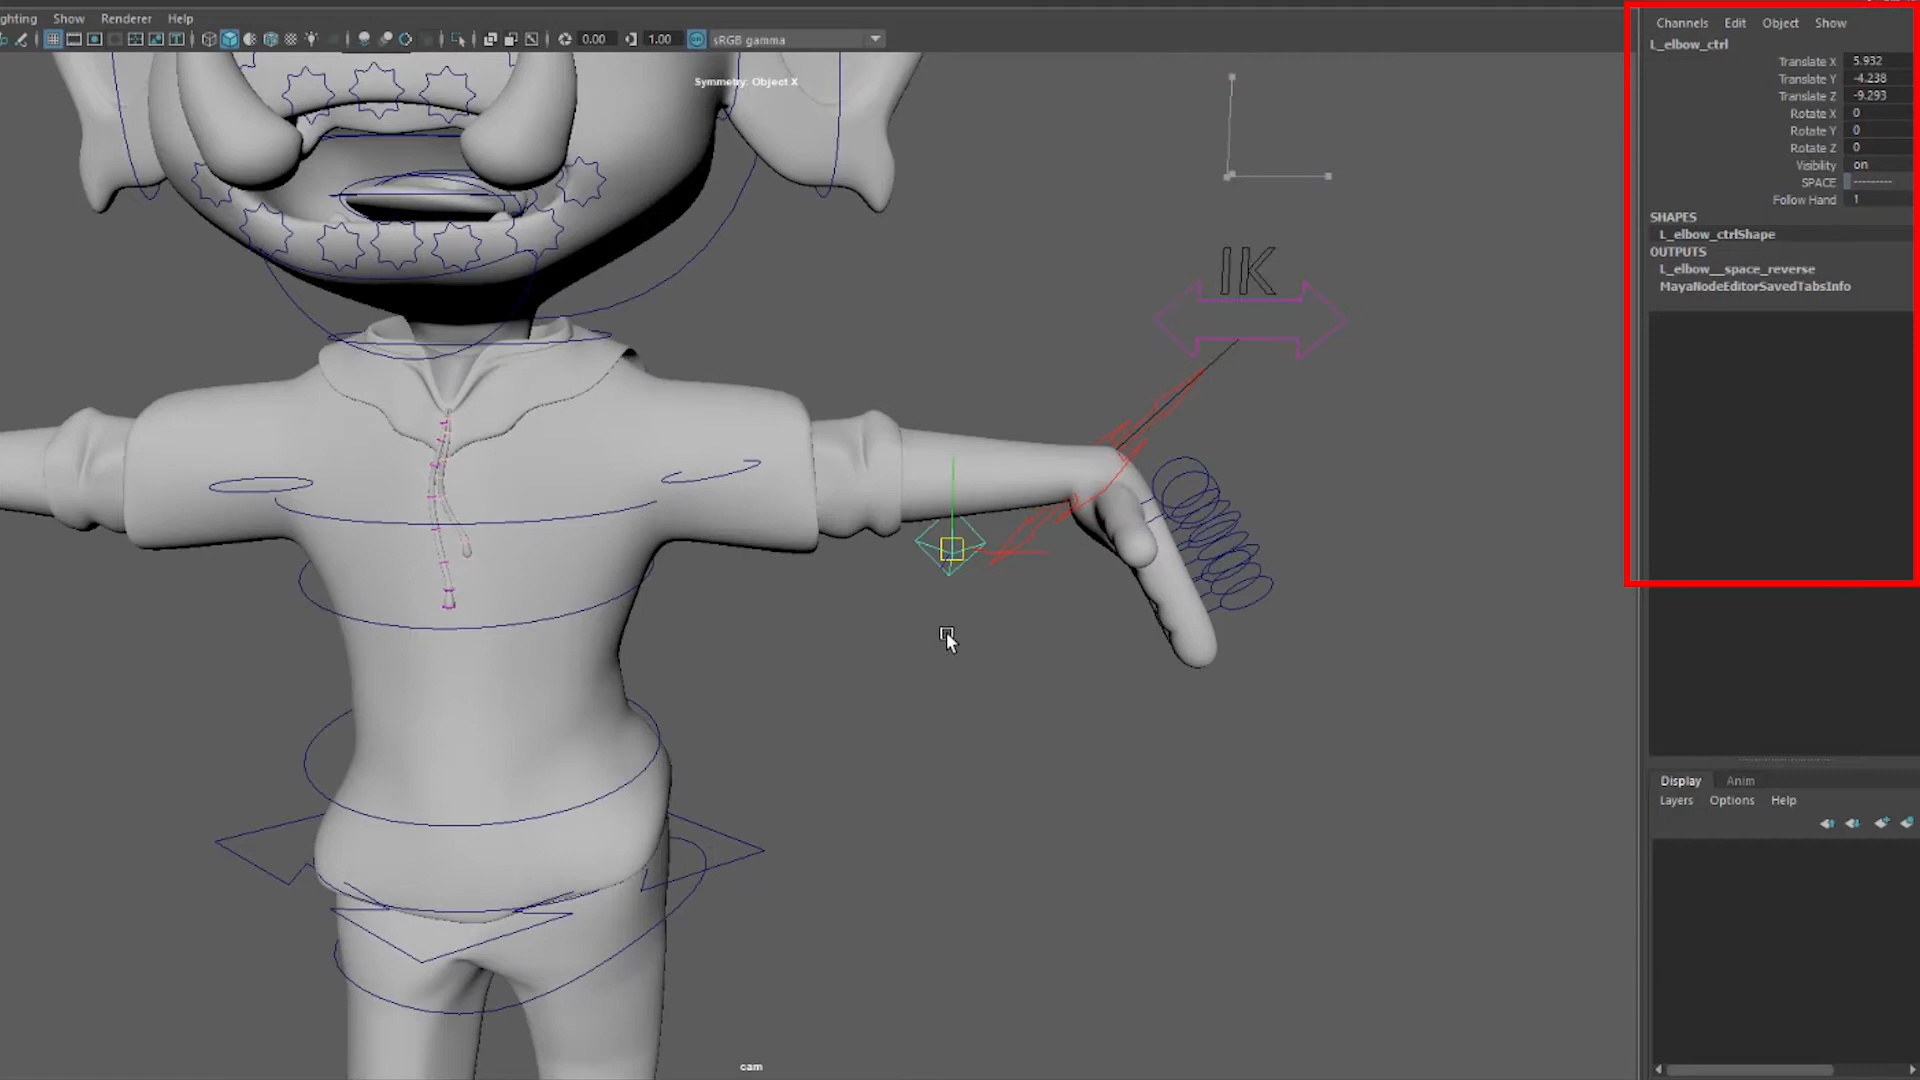 ghting Show Renderer Help
0.00 1.00 sRGB gamma
Symmetry: Object X
IK
cam
Channels Edit Object Show
L_elbow_ctrl
Translate X 5.932
Translate Y -4.238
Translate Z -9.293
Rotate X 0
Rotate Y 0
Rotate Z 0
Visibility on
SPACE ---------
Follow Hand 1
SHAPES
L_elbow_ctrlShape
OUTPUTS
L_elbow__space_reverse
MayaNodeEditorSavedTabsInfo
Display Anim
Layers Options Help